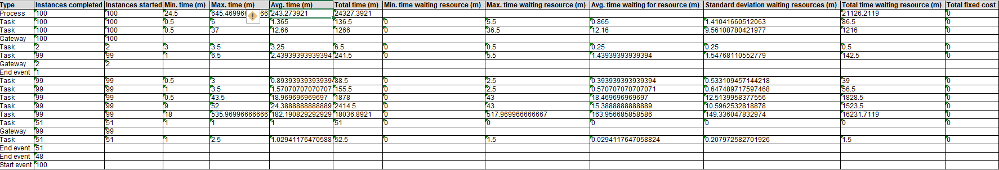 Type Instances completed Instances started Min. time (m) Max. time (m) Avg. time (m) Total time (m) Min. time waiting resource (m) Max. time waiting resource (m) Avg. time waiting for resource (m) Standard deviation waiting resources (m) Total time waiting resource (m) Total fixed cost
Process 100 100 24.5 645.469966 66 243.273921 24327.3921 21126.2119 0
Task 100 100 0.5 6 1.365 136.5 0 5.5 0.865 1.41041660512063 86.5 0
Task 100 100 0.5 37 12.66 1266 0 36.5 12.16 9.56108780421977 1216 0
Gateway 100 100
Task 2 2 3 3.5 3.25 6.5 0 0.5 0.25 0.25 0.5 0
Task 99 99 1 6.5 2.43939393939394 241.5 0 5.5 1.43939393939394 1.54768110552779 142.5 0
Gateway 2 2
End event 1
Task 99 99 0.5 3 0.893939393939394 88.5 0 2.5 0.393939393939394 0.533109457144218 39 0
Task 99 99 1 3.5 1.57070707070707 155.5 0 2.5 0.570707070707071 0.647489717597468 56.5 0
Task 99 99 0.5 43.5 18.969696969697 1878 0 43 18.469696969697 12.5139958377556 1828.5 0
Task 99 99 9 52 24.3888888888889 2414.5 0 43 15.3888888888889 10.5962532818878 1523.5 0
Task 99 99 18 535.96996666666 182.190829292929 18036.8921 0 517.969966666667 163.956685858586 149.336047832974 16231.7119 0
Task 51 51 1 1 1 51 0 0 0 0 0 0
Gateway 99 99
Task 51 51 1 2.5 1.02941176470588 52.5 0 1.5 0.0294117647058824 0.207972582701926 1.5 0
End event 51
End event 48
Start event 100